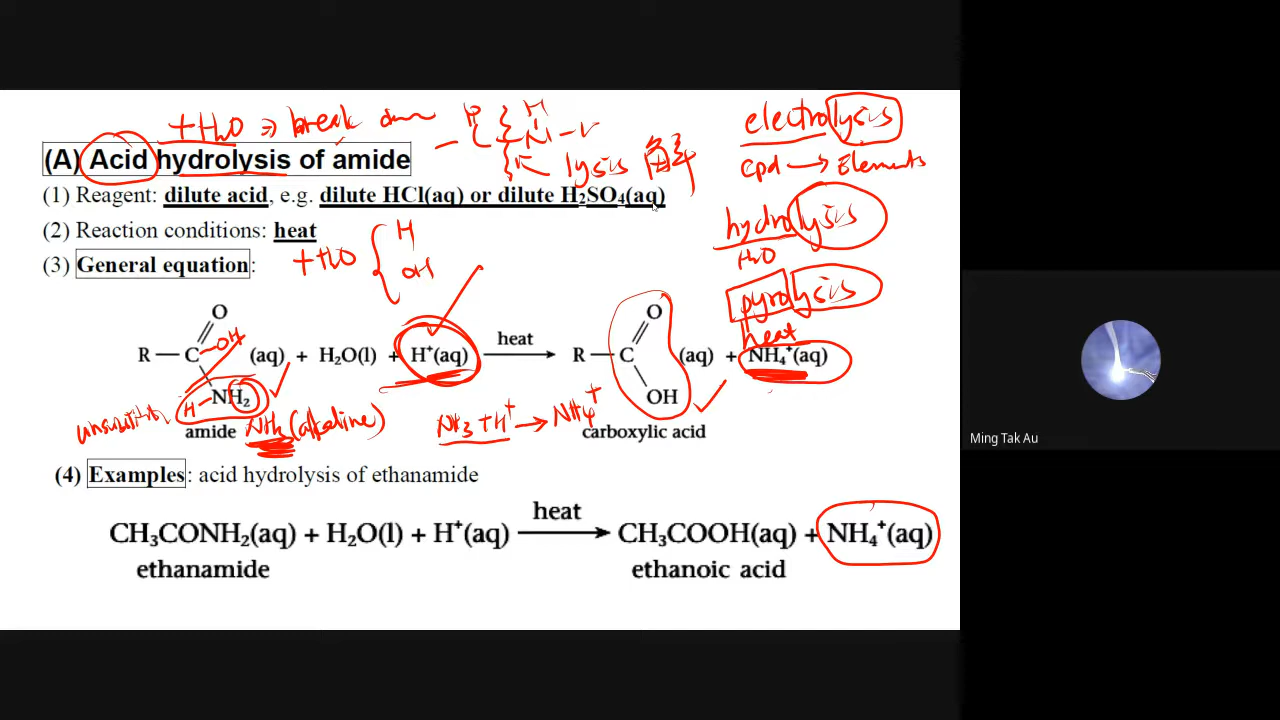 + H2O ⇒ break down
electrolysis
cpd → Elements
(A) Acid hydrolysis of amide
lysis 解
(1) Reagent: dilute acid, e.g. dilute HCl(aq) or dilute H₂SO₄(aq)
hydrolysis
H2O
(2) Reaction conditions: heat
(3) General equation:
+ H2O { H
OH
pyrolysis
heat
O
O
OH
heat
R — C (aq) + H₂O(l) + H⁺(aq) → R — C (aq) + NH₄⁺(aq)
H – NH₂
OH
NH3 (alkaline)
NH3 + H⁺ → NH4⁺
amide
carboxylic acid
(4) Examples: acid hydrolysis of ethanamide
heat
CH₃CONH₂(aq) + H₂O(l) + H⁺(aq) → CH₃COOH(aq) + NH₄⁺(aq)
ethanamide
ethanoic acid
Ming Tak Au